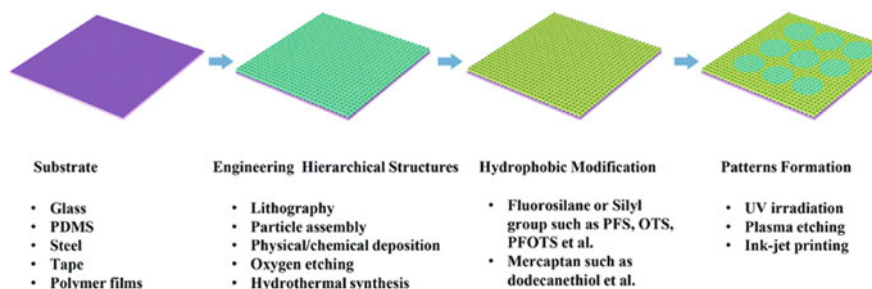 Substrate
• Glass
• PDMS
• Steel
• Tape
• Polymer films
Engineering Hierarchical Structures
• Lithography
• Particle assembly
• Physical/chemical deposition
• Oxygen etching
• Hydrothermal synthesis
Hydrophobic Modification
• Fluorosilane or Silyl
group such as PFS, OTS,
PFOTS et al.
• Mercaptan such as
dodecanethiol et al.
Patterns Formation
• UV irradiation
• Plasma etching
• Ink-jet printing